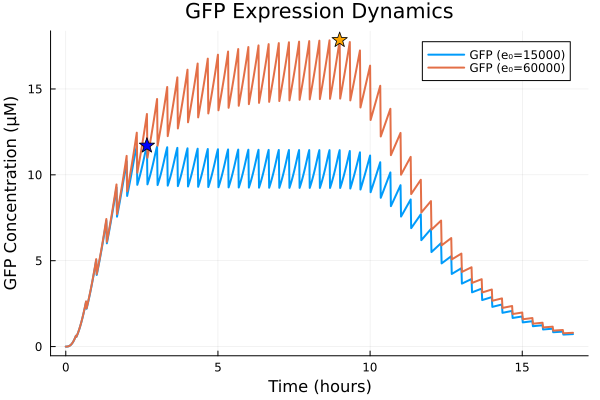 GFP Expression Dynamics
GFP (e₀=15000)
GFP (e₀=60000)
15
10
5
0
GFP Concentration (μM)
0 5 10 15
Time (hours)